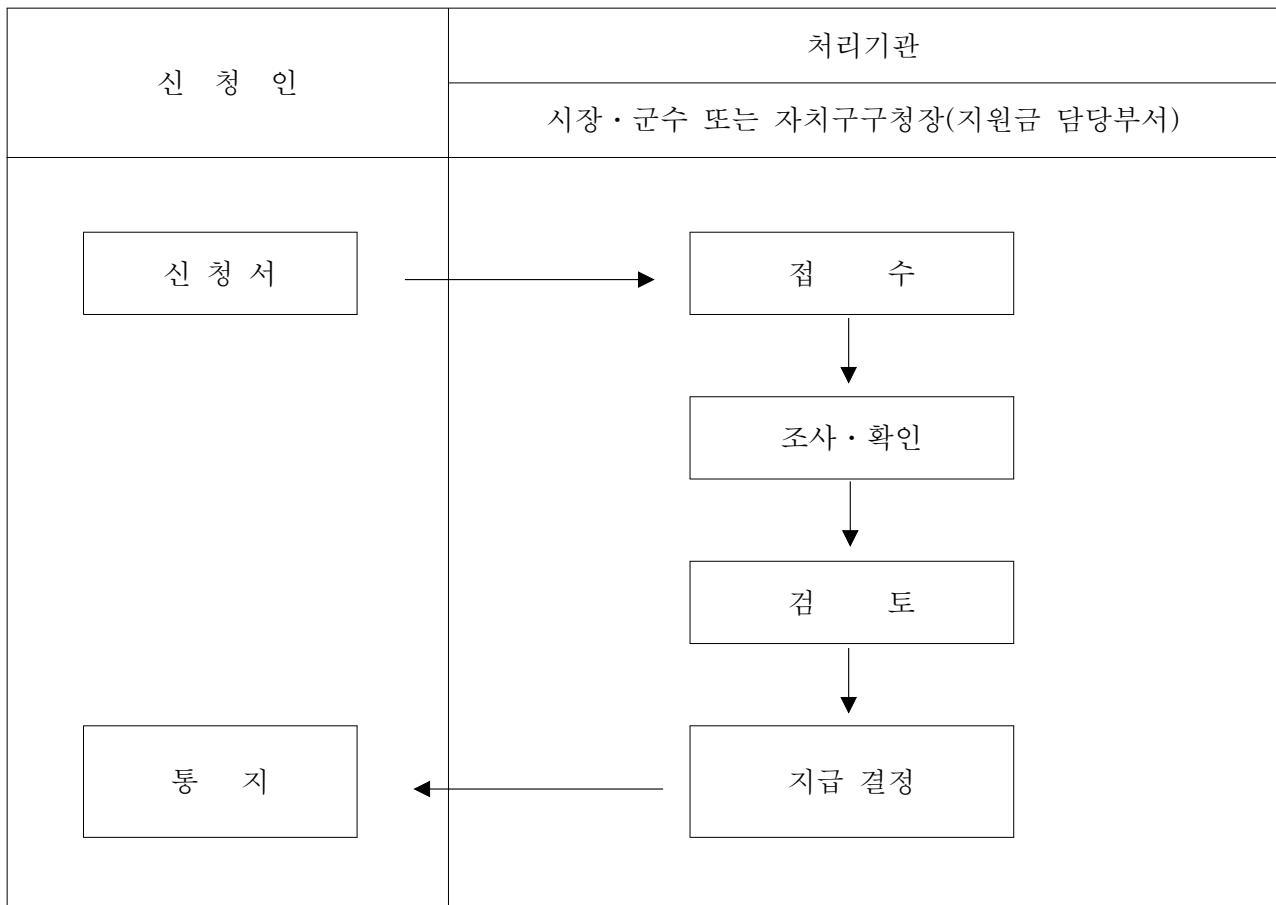 신 청 인
처리기관
시장·군수 또는 자치구구청장(지원금 담당부서)
신 청 서
접 수
조사·확인
검 토
통 지
지급 결정